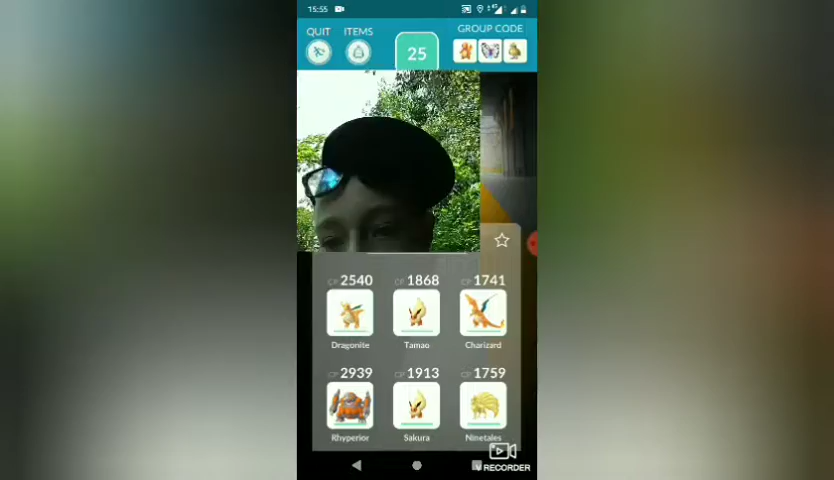 15:55
QUIT ITEMS
25
GROUP CODE
CP 2540 CP 1868 CP 1741
Dragonite Tamao Charizard
CP 2939 CP 1913 CP 1759
Rhyperior Sakura Ninetales
RECORDER